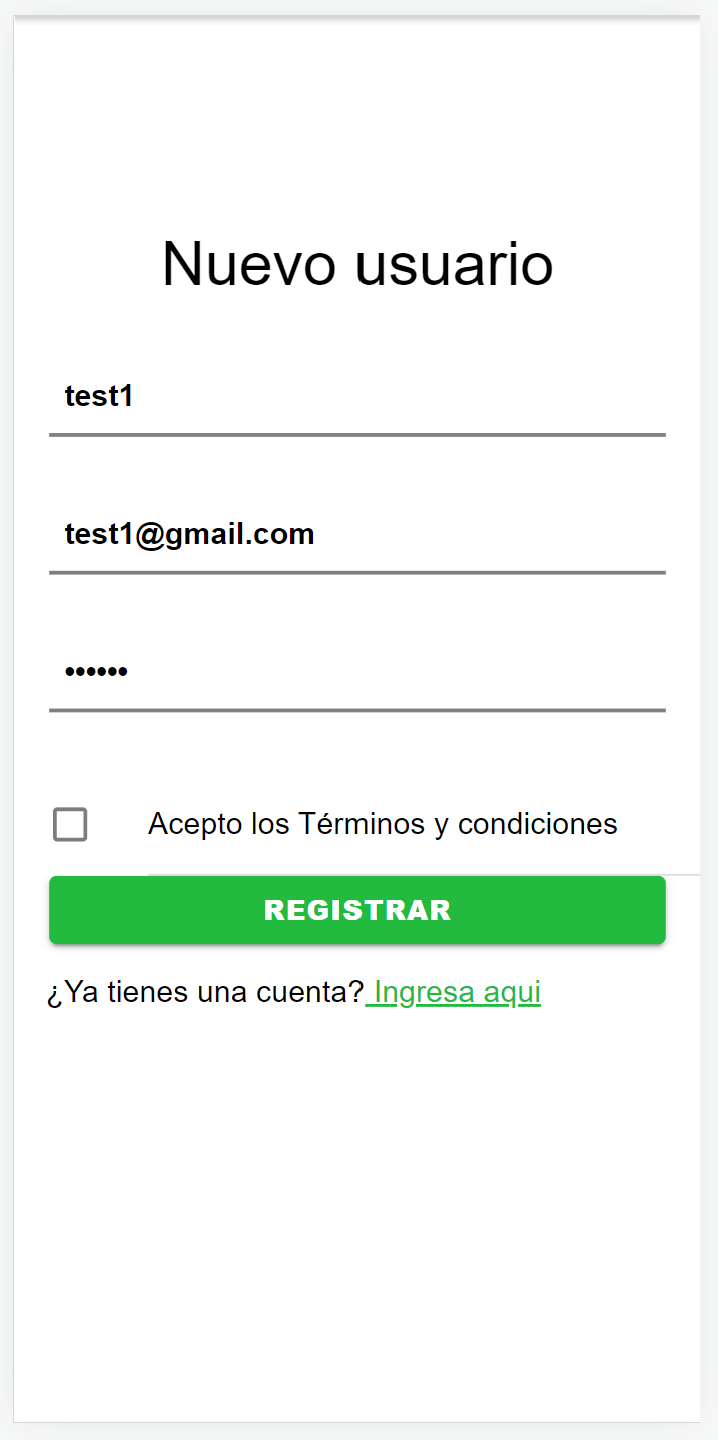 Nuevo usuario
test1
test1@gmail.com
••••••
Acepto los Términos y condiciones
REGISTRAR
¿Ya tienes una cuenta? Ingresa aqui